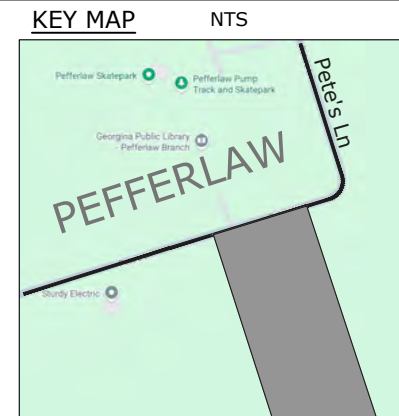 KEY MAP NTS
Pefferlaw Skatepark
Pefferlaw Pump
Track and Skatepark
Pete's Ln
Georgina Public Library
- Pefferlaw Branch
PEFFERLAW
Sturdy Electric